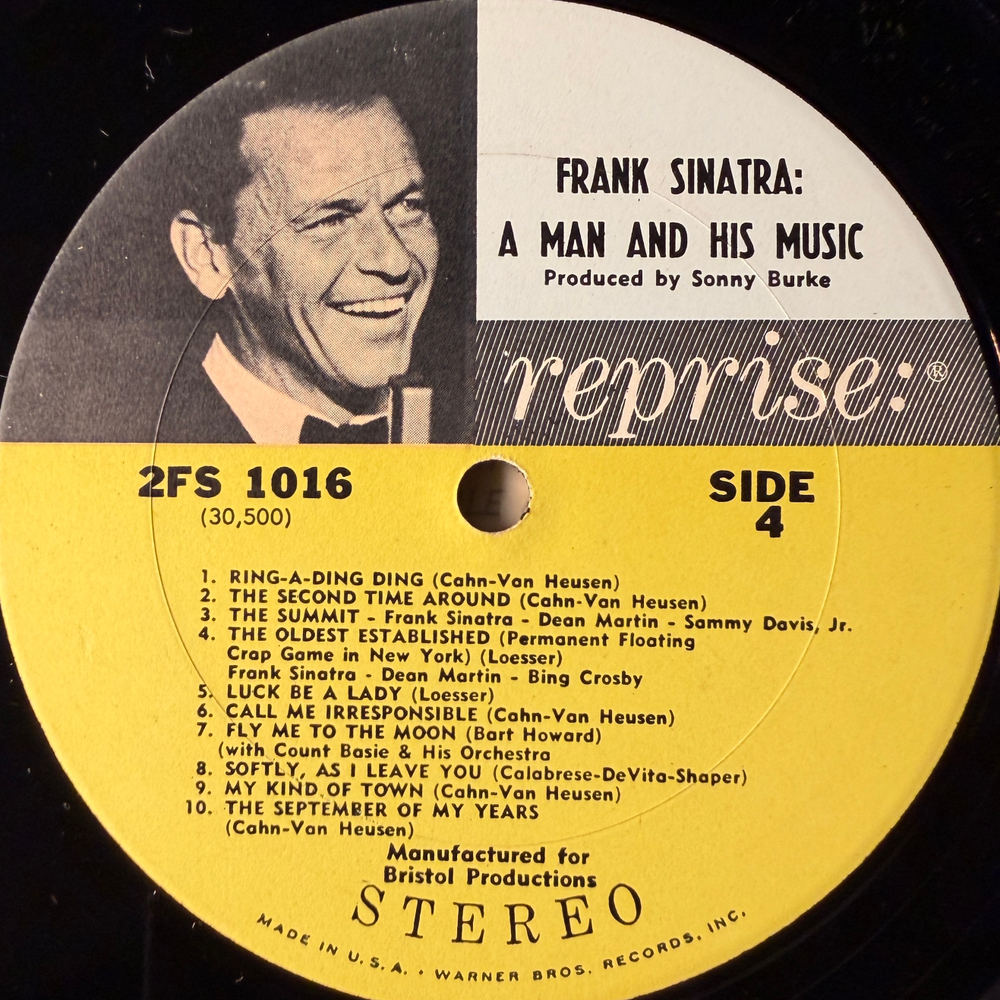 FRANK SINATRA:
A MAN AND HIS MUSIC
Produced by Sonny Burke
reprise:®
2FS 1016
(30,500)
SIDE
4
1. RING-A-DING DING (Cahn-Van Heusen)
2. THE SECOND TIME AROUND (Cahn-Van Heusen)
3. THE SUMMIT - Frank Sinatra - Dean Martin - Sammy Davis, Jr.
4. THE OLDEST ESTABLISHED (Permanent Floating
Crap Game in New York) (Loesser)
Frank Sinatra - Dean Martin - Bing Crosby
5. LUCK BE A LADY (Loesser)
6. CALL ME IRRESPONSIBLE (Cahn-Van Heusen)
7. FLY ME TO THE MOON (Bart Howard)
(with Count Basie & His Orchestra
8. SOFTLY, AS I LEAVE YOU (Calabrese-DeVita-Shaper)
9. MY KIND OF TOWN (Cahn-Van Heusen)
10. THE SEPTEMBER OF MY YEARS
(Cahn-Van Heusen)
Manufactured for
Bristol Productions
STEREO
MADE IN U.S.A. • WARNER BROS. RECORDS, INC.